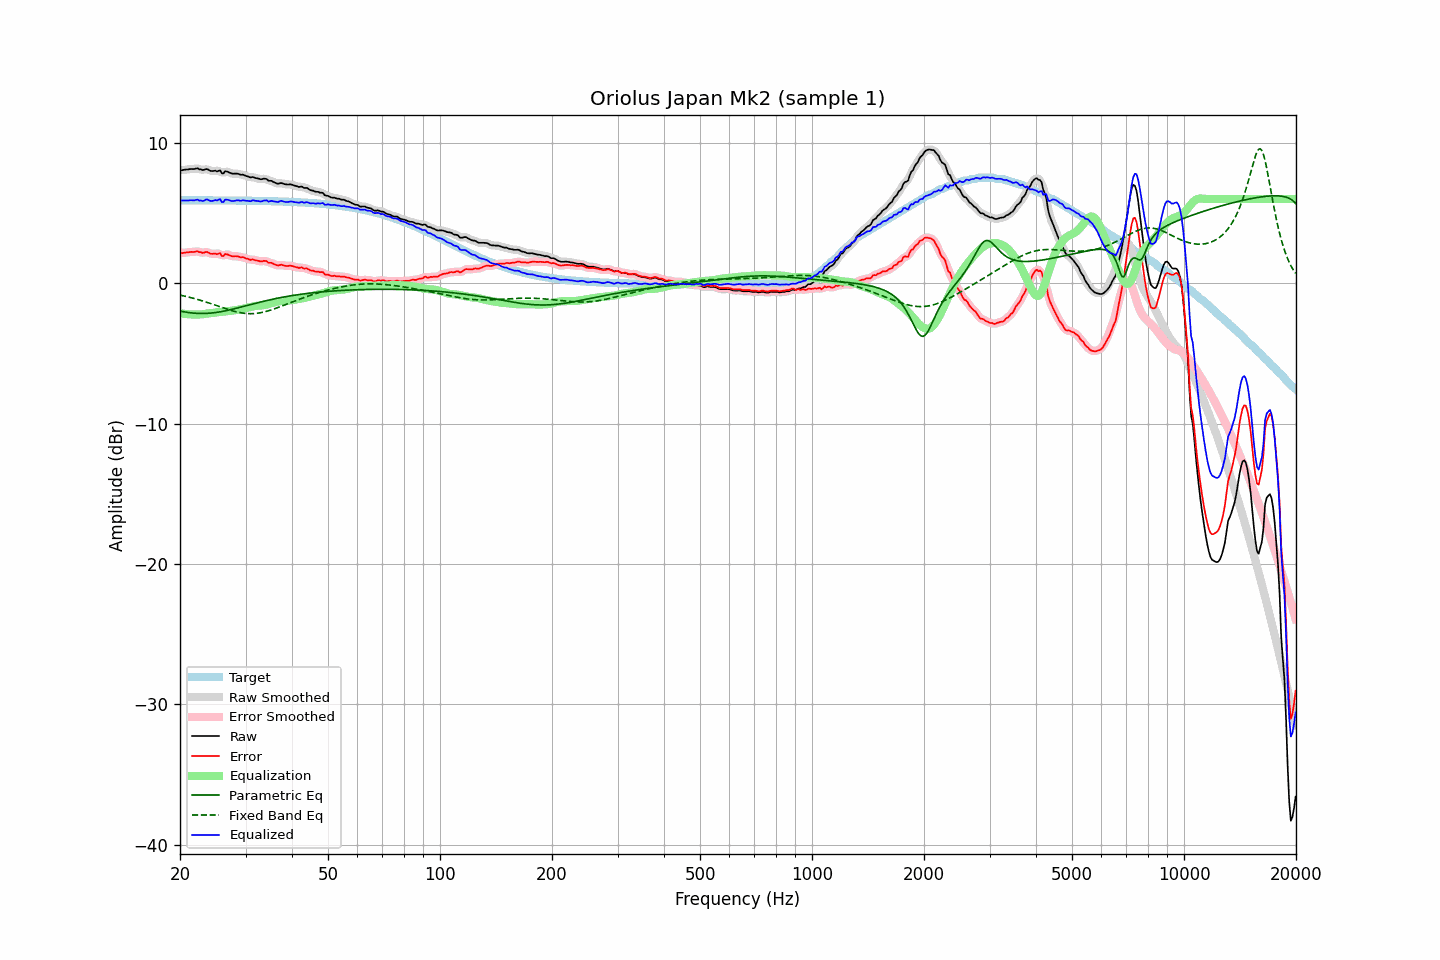 Oriolus Japan Mk2 (sample 1)
10
0
−10
−20
−30
−40
Amplitude (dBr)
Target
Raw Smoothed
Error Smoothed
Raw
Error
Equalization
Parametric Eq
Fixed Band Eq
Equalized
20 50 100 200 500 1000 2000 5000 10000 20000
Frequency (Hz)